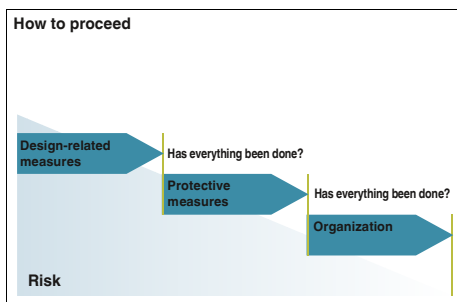 How to proceed
Design-related
measures
Has everything been done?
Protective
measures
Has everything been done?
Organization
Risk